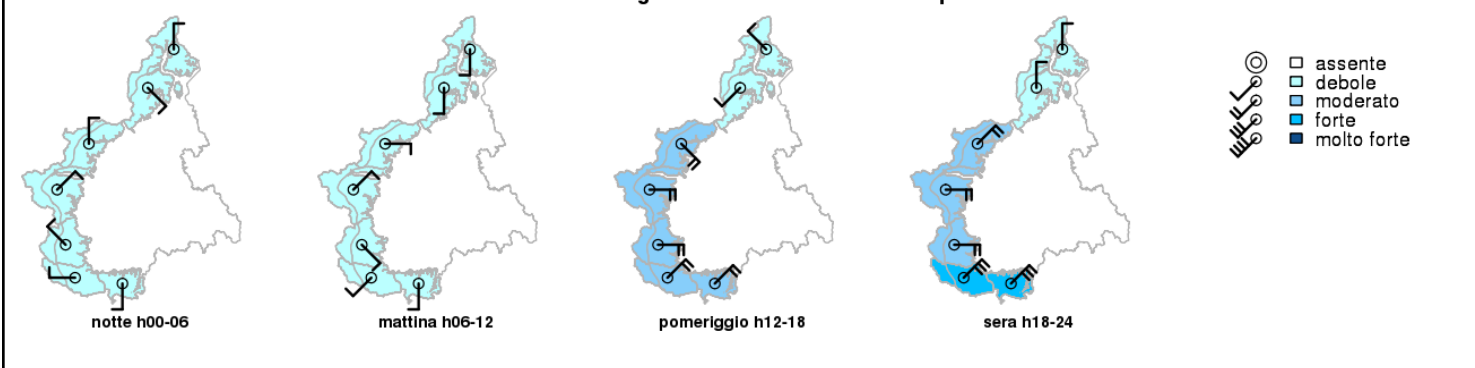 assente
debole
moderato
forte
molto forte
notte h00-06
mattina h06-12
pomeriggio h12-18
sera h18-24